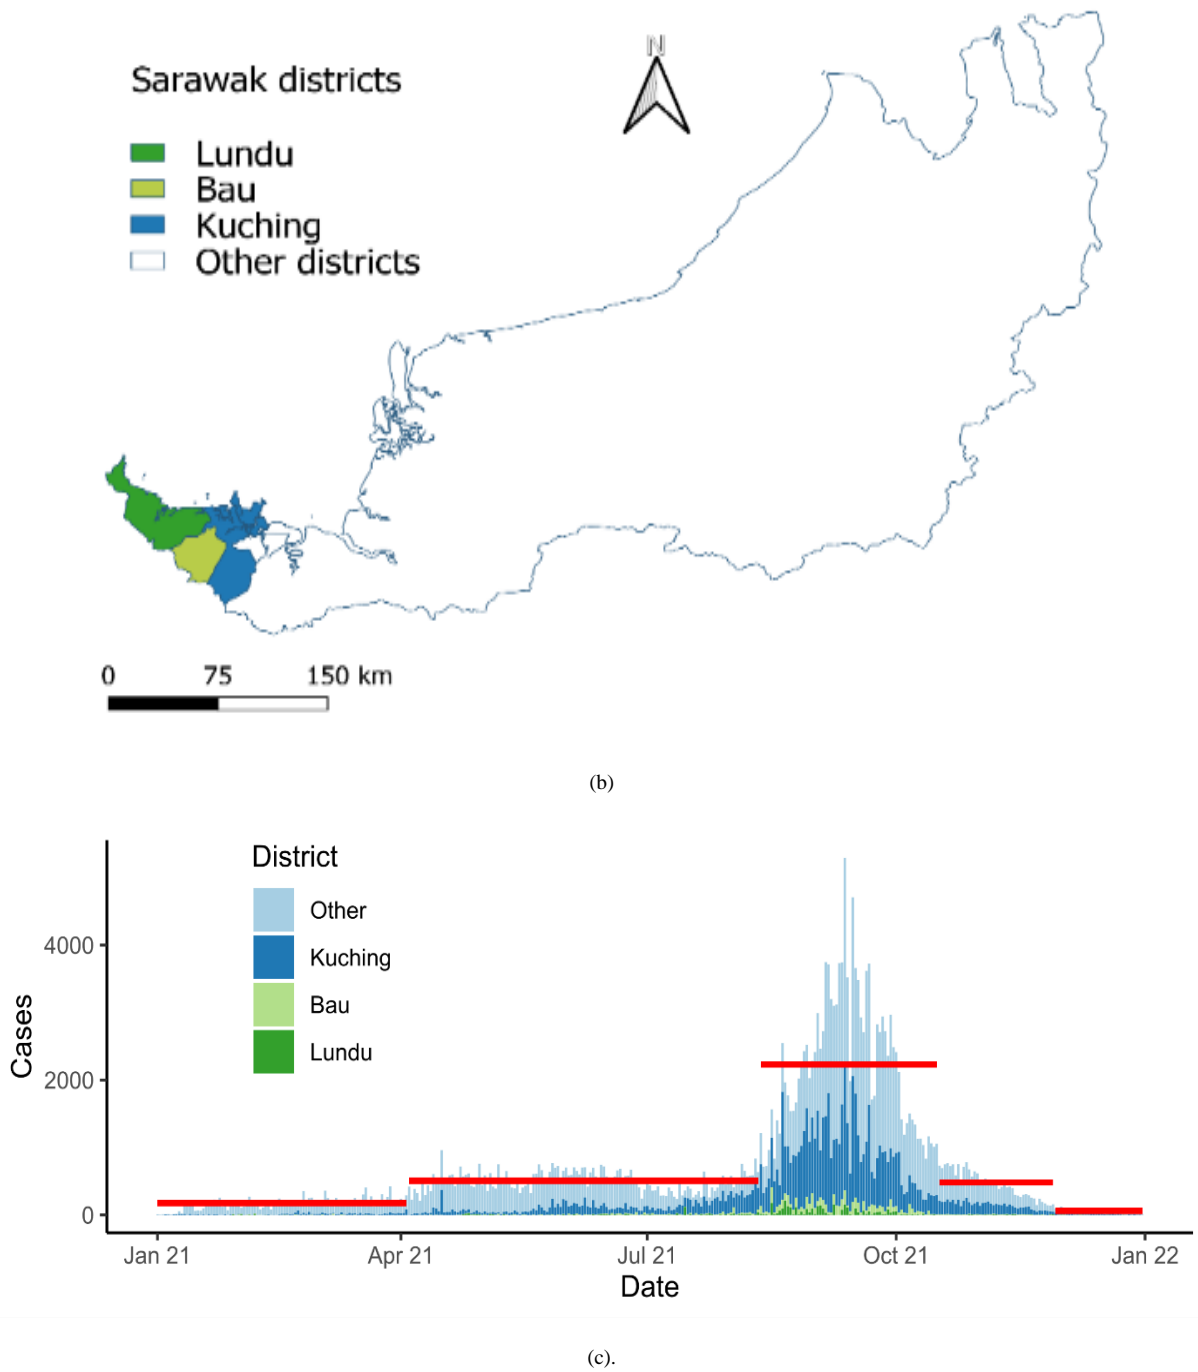 N
Sarawak districts
Lundu
Bau
Kuching
Other districts
0 75 150 km
(b)
District
Other
Kuching
Bau
Lundu
4000
2000
0
Cases
Jan 21 Apr 21 Jul 21 Oct 21 Jan 22
Date
(c).